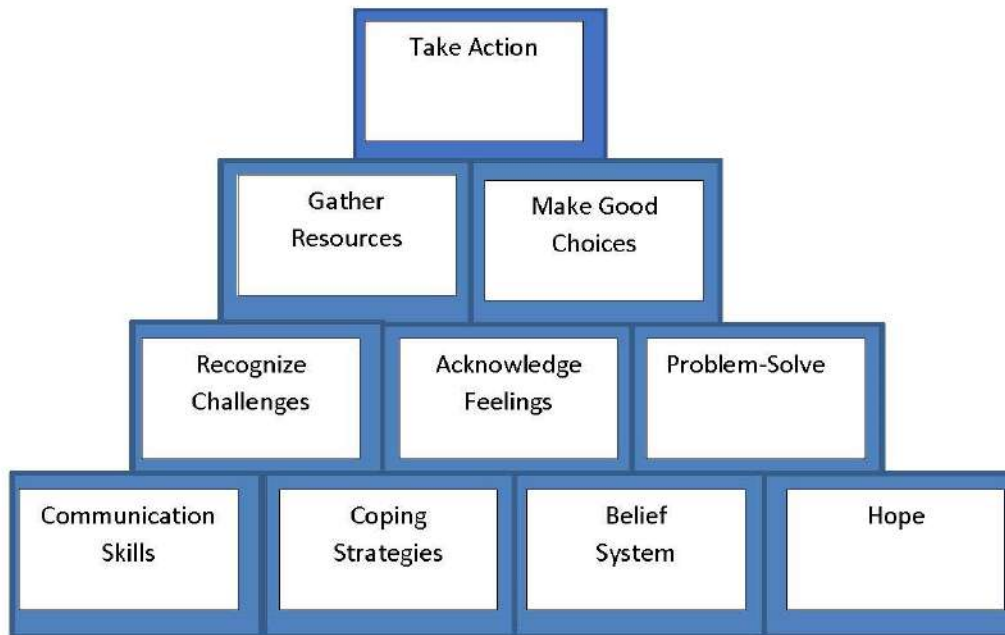 Take Action
Gather
Resources
Make Good
Choices
Recognize
Challenges
Acknowledge
Feelings
Problem-Solve
Communication
Skills
Coping
Strategies
Belief
System
Hope